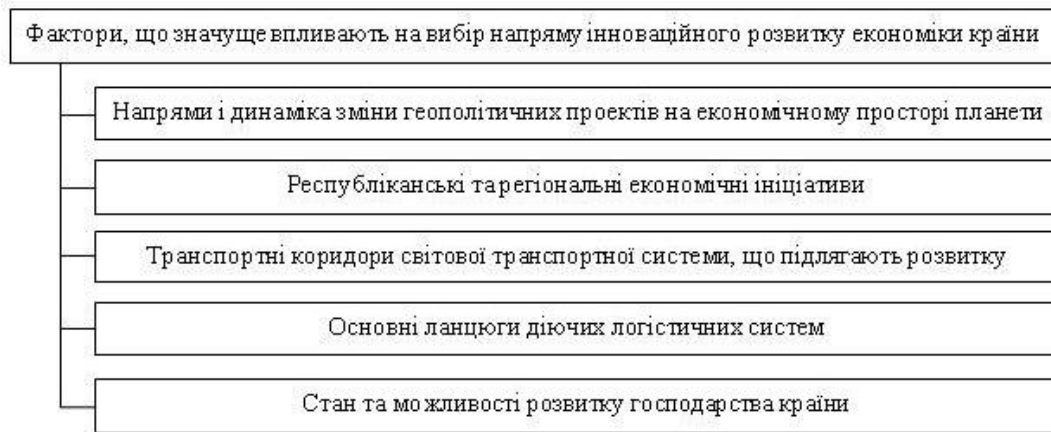 Фактори, що значуще впливають на вибір напряму інноваційного розвитку економіки країни
Напрями і динаміка зміни геополітичних проектів на економічному просторі планети
Республіканські та регіональні економічні ініціативи
Транспортні коридори світової транспортної системи, що підлягають розвитку
Основні ланцюги діючих логістичних систем
Стан та можливості розвитку господарства країни